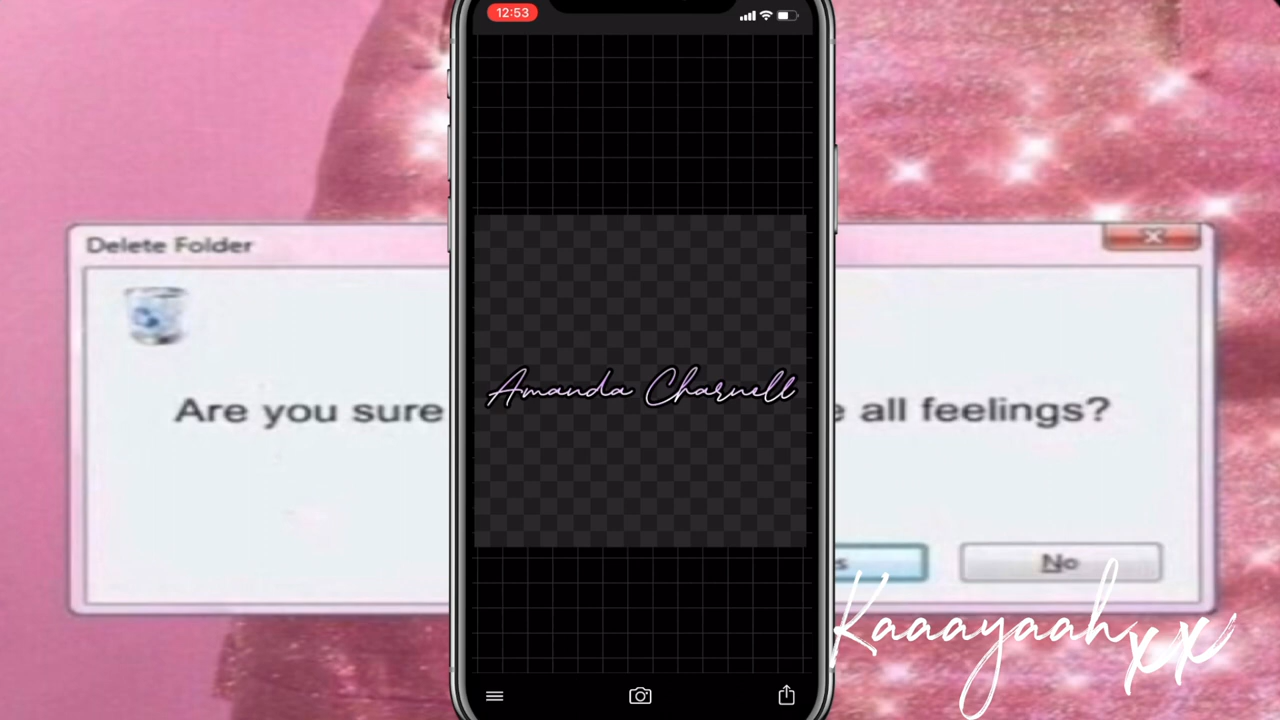 12:53
Delete Folder
Are you sure
all feelings?
No
Amanda Charnell
Kaaayaahxx